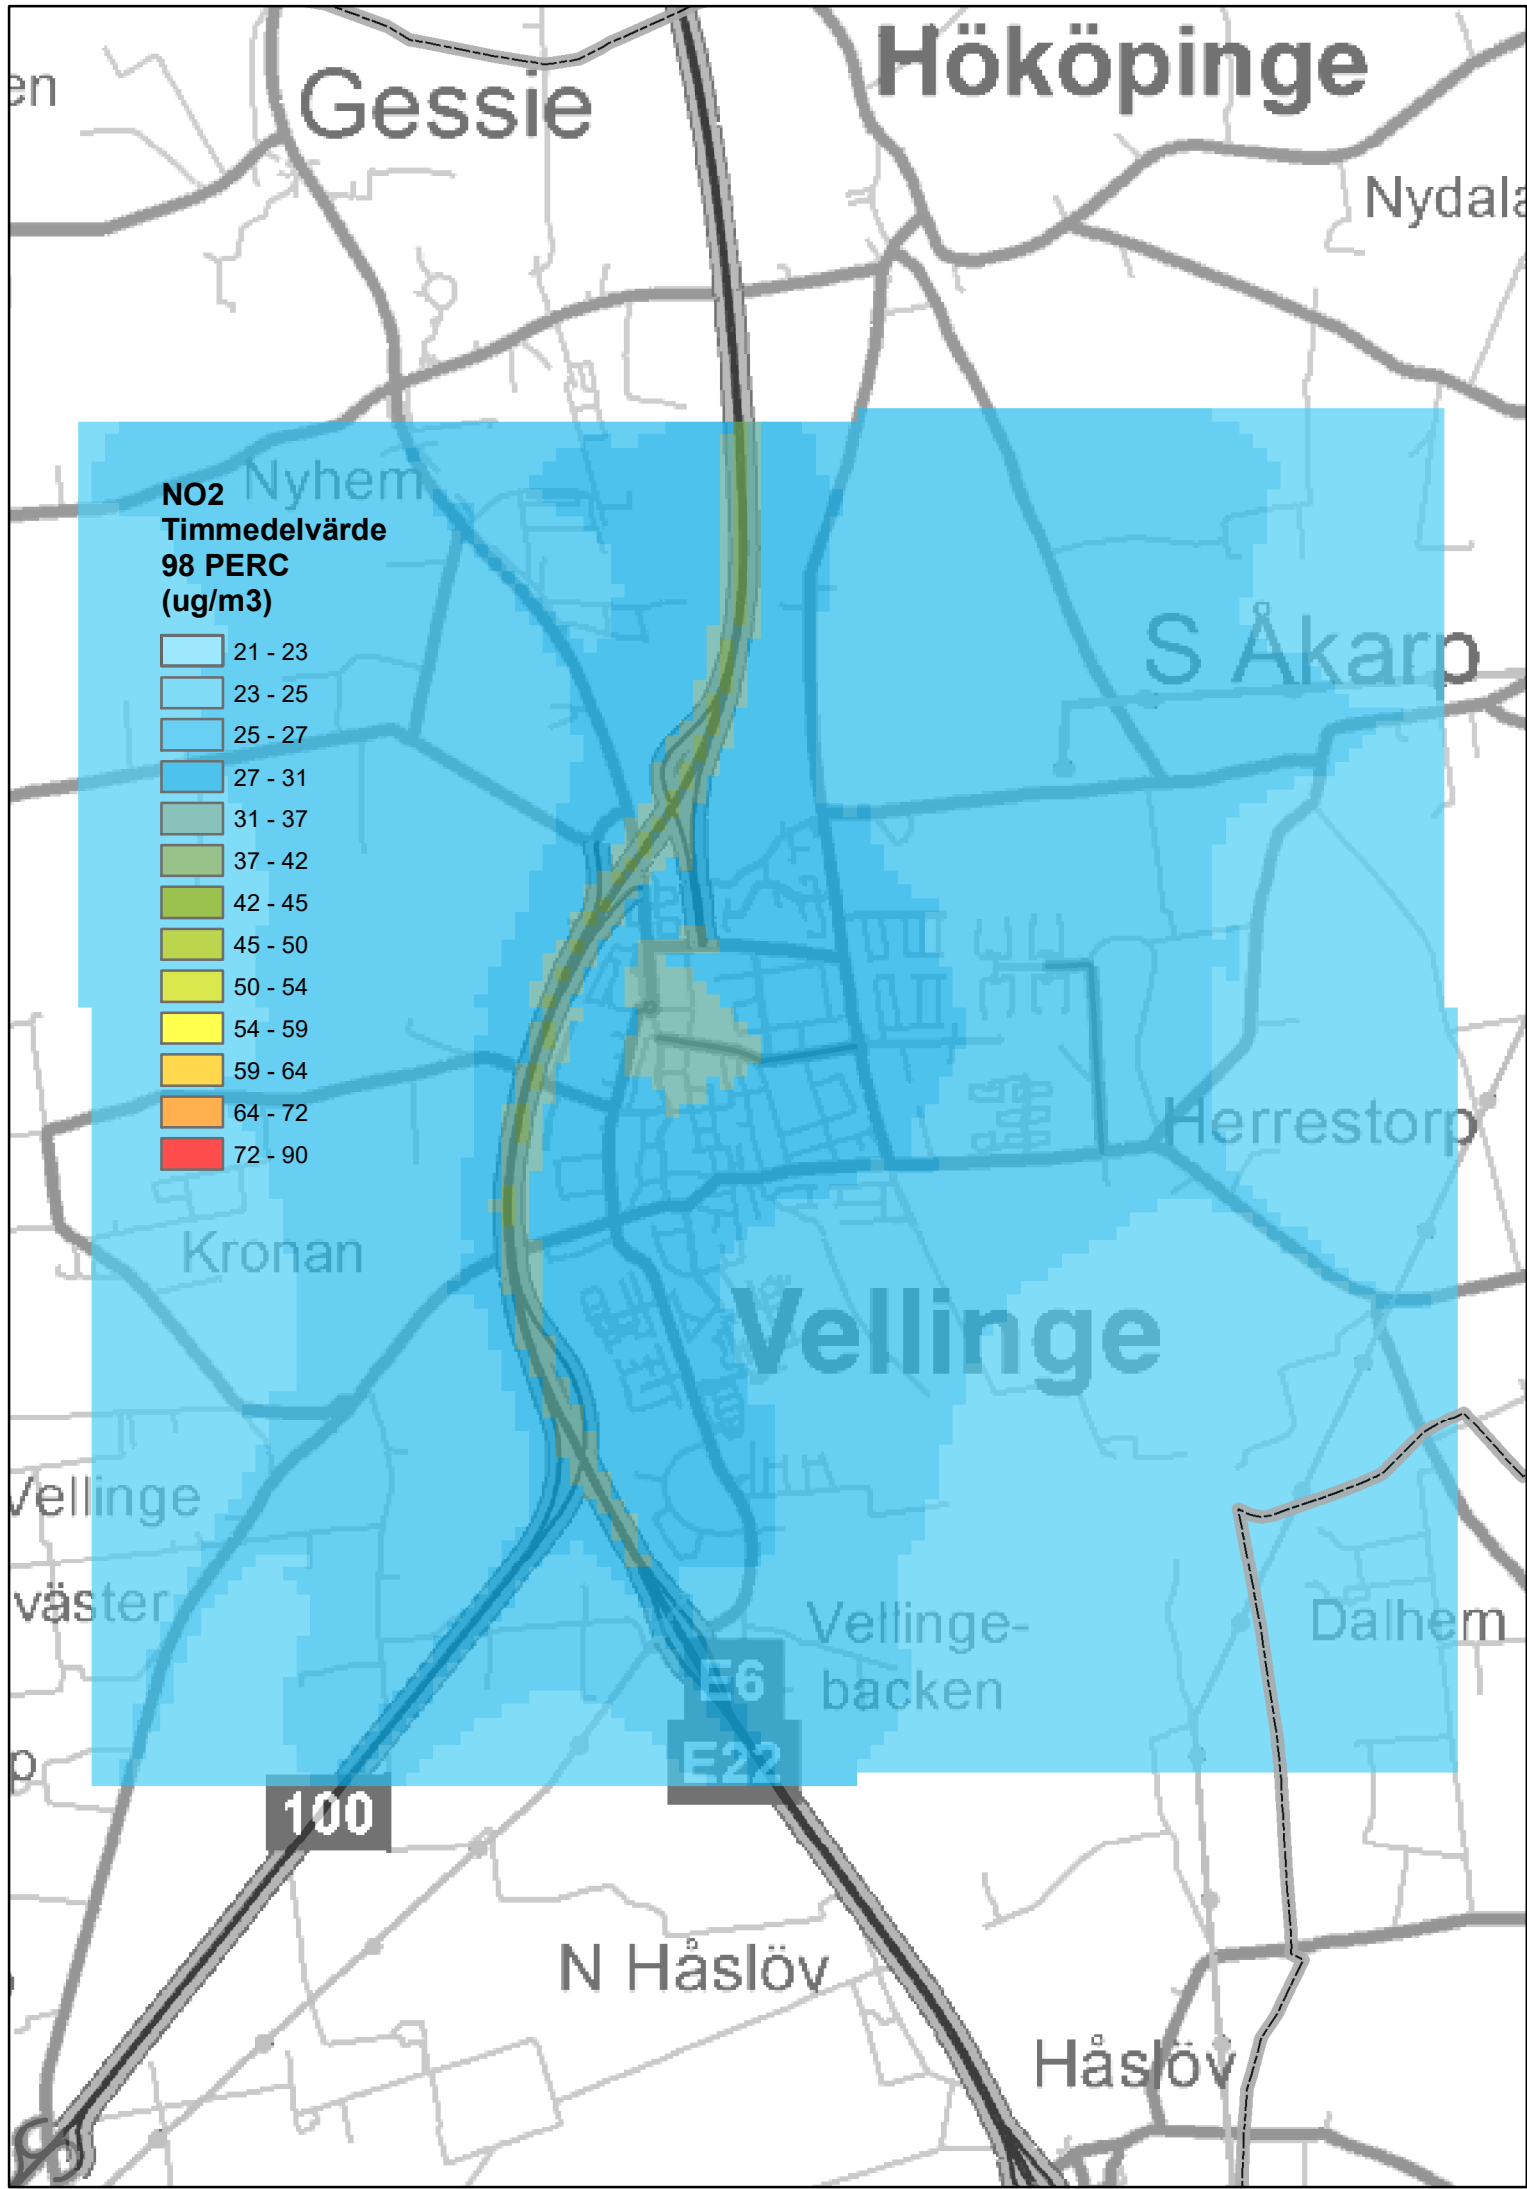 en
Gessie
Hököpinge
Nydala
Nyhem
NO2
Timmedelvärde
98 PERC
(ug/m3)
21 - 23
23 - 25
25 - 27
27 - 31
31 - 37
37 - 42
42 - 45
45 - 50
50 - 54
54 - 59
59 - 64
64 - 72
72 - 90
S Åkarp
Herrestorp
Kronan
Vellinge
Vellinge
väster
Vellinge-
backen
Dalhem
E6
E22
p
100
N Håslöv
Håslöv